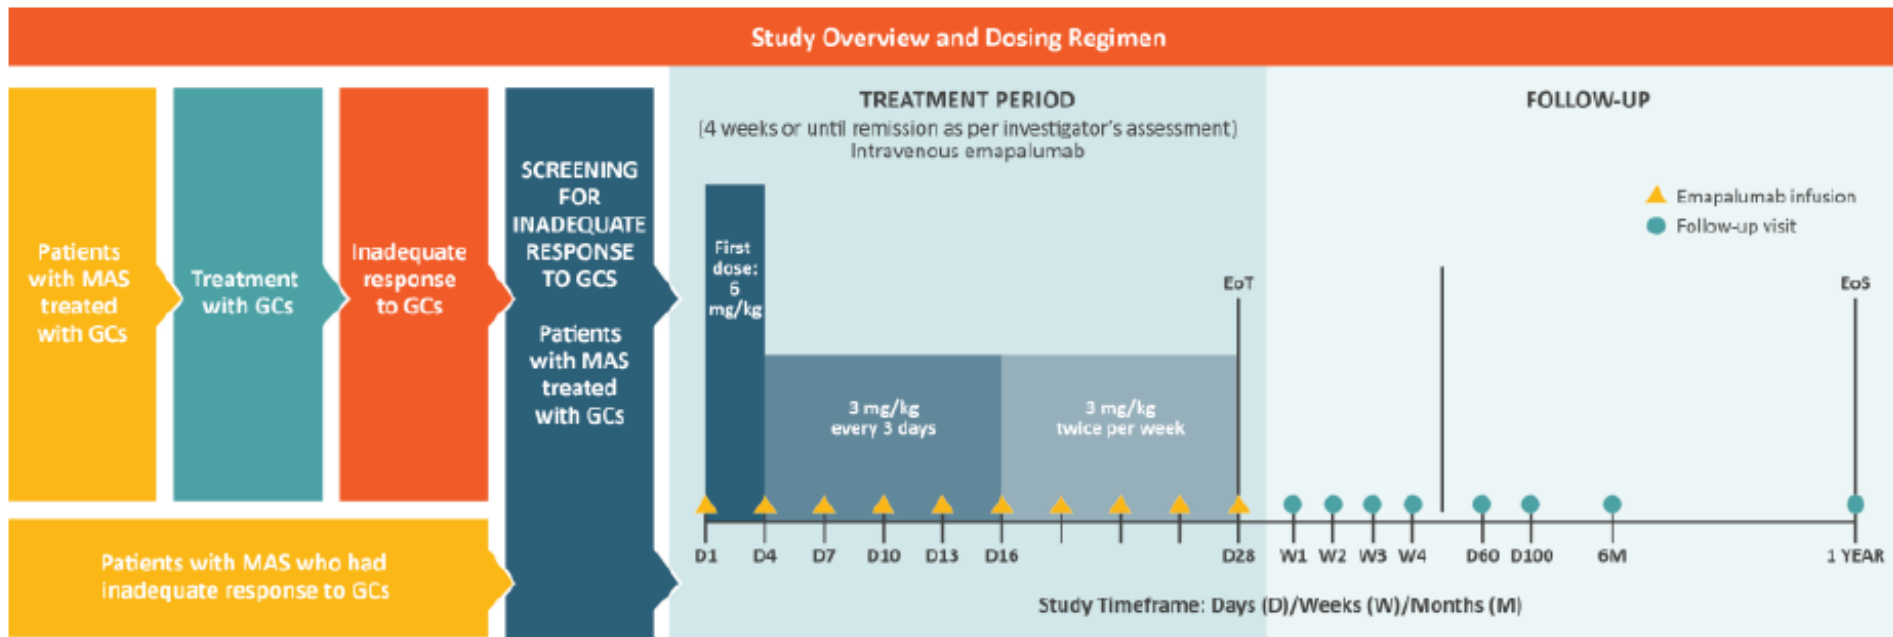 Study Overview and Dosing Regimen
Patients
with MAS
treated
with GCs
Treatment
with GCs
Inadequate
response
to GCs
Patients with MAS who had
inadequate response to GCs
SCREENING
FOR
INADEQUATE
RESPONSE
TO GCS
Patients
with MAS
treated
with GCs
TREATMENT PERIOD
(4 weeks or until remission as per investigator's assessment)
Intravenous emapalumab
First
dose:
6
mg/kg
3 mg/kg
every 3 days
3 mg/kg
twice per week
EoT
D1 D4 D7 D10 D13 D16 D28
FOLLOW-UP
Emapalumab infusion
Follow-up visit
EoS
W1 W2 W3 W4 D60 D100 6M 1 YEAR
Study Timeframe: Days (D)/Weeks (W)/Months (M)